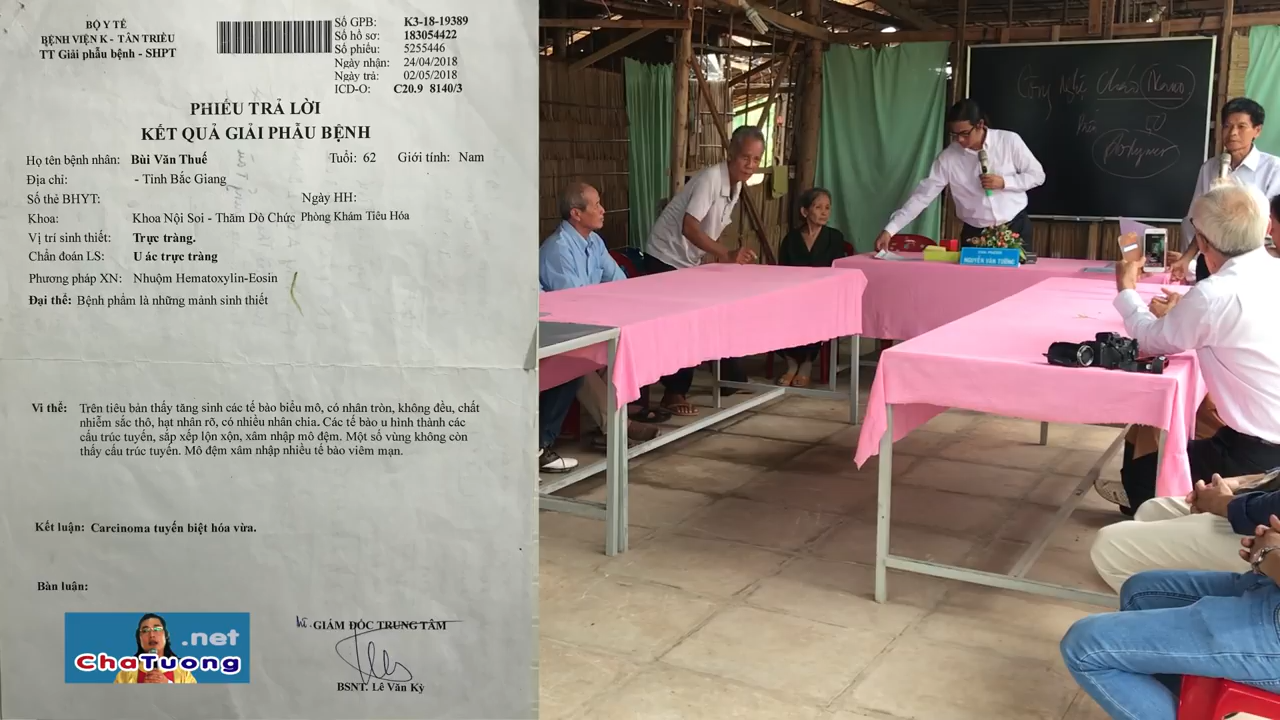 BỘ Y TẾ
BỆNH VIỆN K - TÂN TRIỀU
TT Giải phẫu bệnh - SHPT
Số GPB: K3-18-19389
Số hồ sơ: 183054422
Số phiếu: 5255446
Ngày nhận: 24/04/2018
Ngày trả: 02/05/2018
ICD-O: C20.9 8140/3
PHIẾU TRẢ LỜI
KẾT QUẢ GIẢI PHẪU BỆNH
Họ tên bệnh nhân: Bùi Văn Thuế Tuổi: 62 Giới tính: Nam
Địa chỉ: - Tỉnh Bắc Giang
Số thẻ BHYT: Ngày HH:
Khoa: Khoa Nội Soi - Thăm Dò Chức Phòng Khám Tiêu Hóa
Vị trí sinh thiết: Trực tràng.
Chẩn đoán LS: U ác trực tràng
Phương pháp XN: Nhuộm Hematoxylin-Eosin
Đại thể: Bệnh phẩm là những mảnh sinh thiết
Vi thể: Trên tiêu bản thấy tăng sinh các tế bào biểu mô, có nhân tròn, không đều, chất
nhiễm sắc thô, hạt nhân rõ, có nhiều nhân chia. Các tế bào u hình thành các
cấu trúc tuyến, sắp xếp lộn xộn, xâm nhập mô đệm. Một số vùng không còn
thấy cấu trúc tuyến. Mô đệm xâm nhập nhiều tế bào viêm mạn.
Kết luận: Carcinoma tuyến biệt hóa vừa.
Bàn luận:
GIÁM ĐỐC TRUNG TÂM
BSNT. Lê Văn Kỳ
.net
ChaTuong
Công Nghệ Cháo Nano
Polymer
NGUYỄN VĂN TƯỜNG